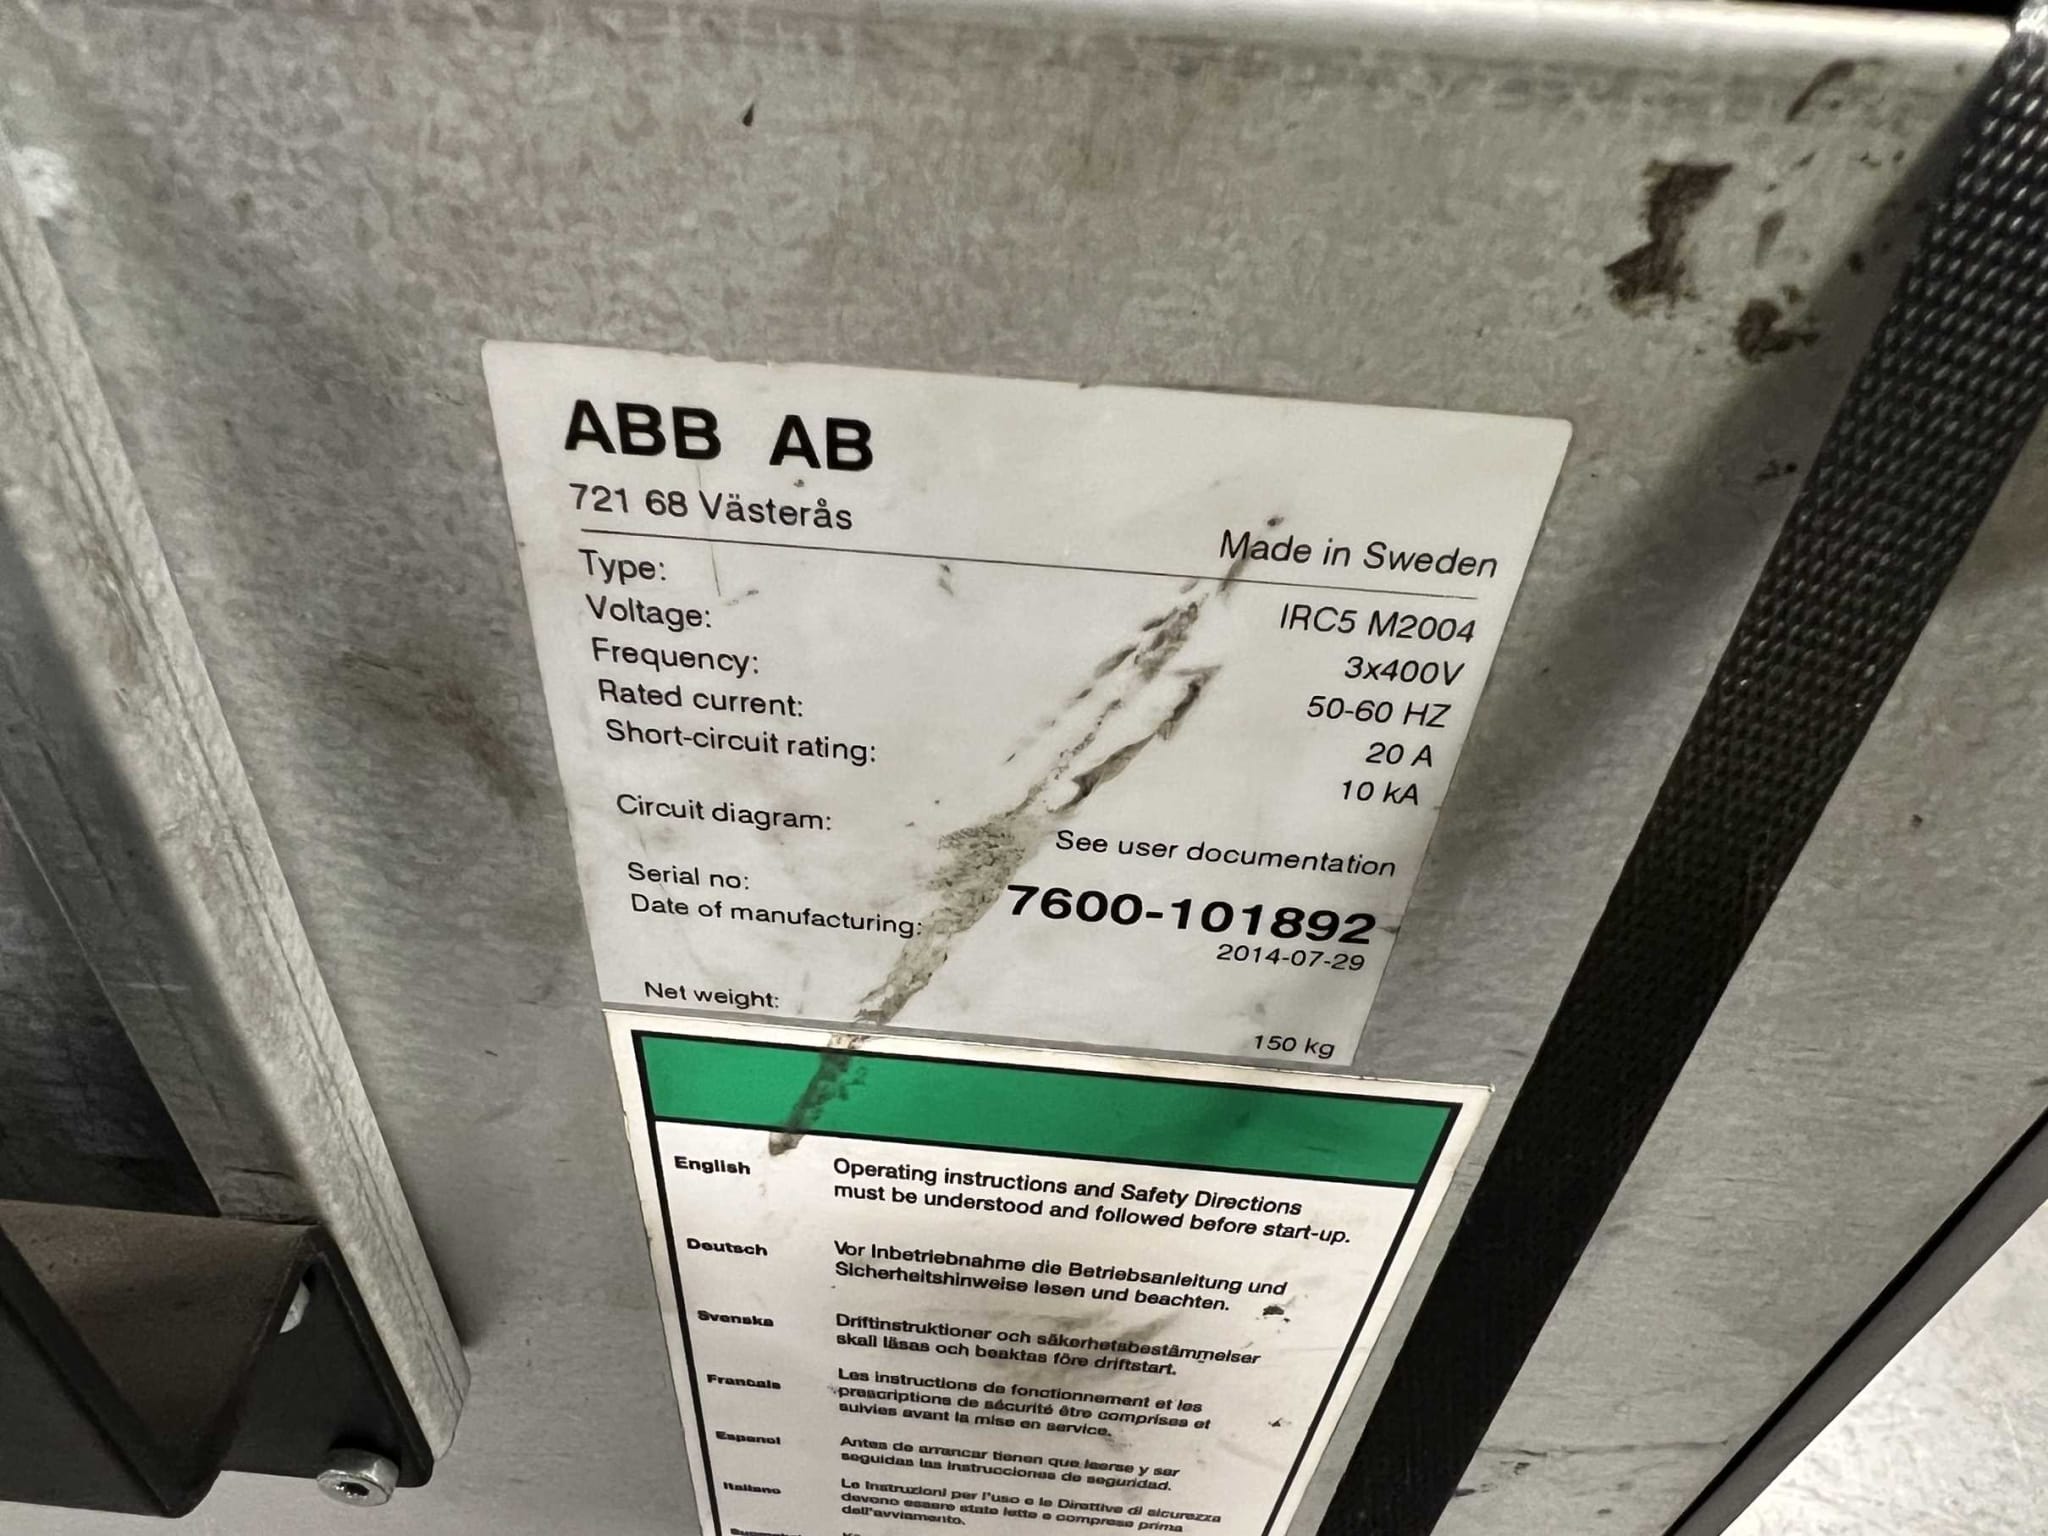 ABB AB
721 68 Västerås
Made in Sweden
Type: IRC5 M2004
Voltage: 3x400V
Frequency: 50-60 HZ
Rated current: 20 A
Short-circuit rating: 10 kA
Circuit diagram: See user documentation
Serial no: 7600-101892
Date of manufacturing: 2014-07-29
Net weight: 150 kg
English Operating instructions and Safety Directions
must be understood and followed before start-up.
Deutsch Vor Inbetriebnahme die Betriebsanleitung und
Sicherheitshinweise lesen und beachten.
Svenska Driftinstruktioner och säkerhetsbestämmelser
skall läsas och beaktas före driftstart.
Francais Les instructions de fonctionnement et les
prescriptions de sécurité être comprises et
suivies avant la mise en service.
Espanol Antes de arrancar tienen que leerse y ser
seguidas las instrucciones de seguridad.
Italiano Le Instruzioni per l'uso e le Direttive di sicurezza
devono essere state lette e comprese prima
dell'avviamento.